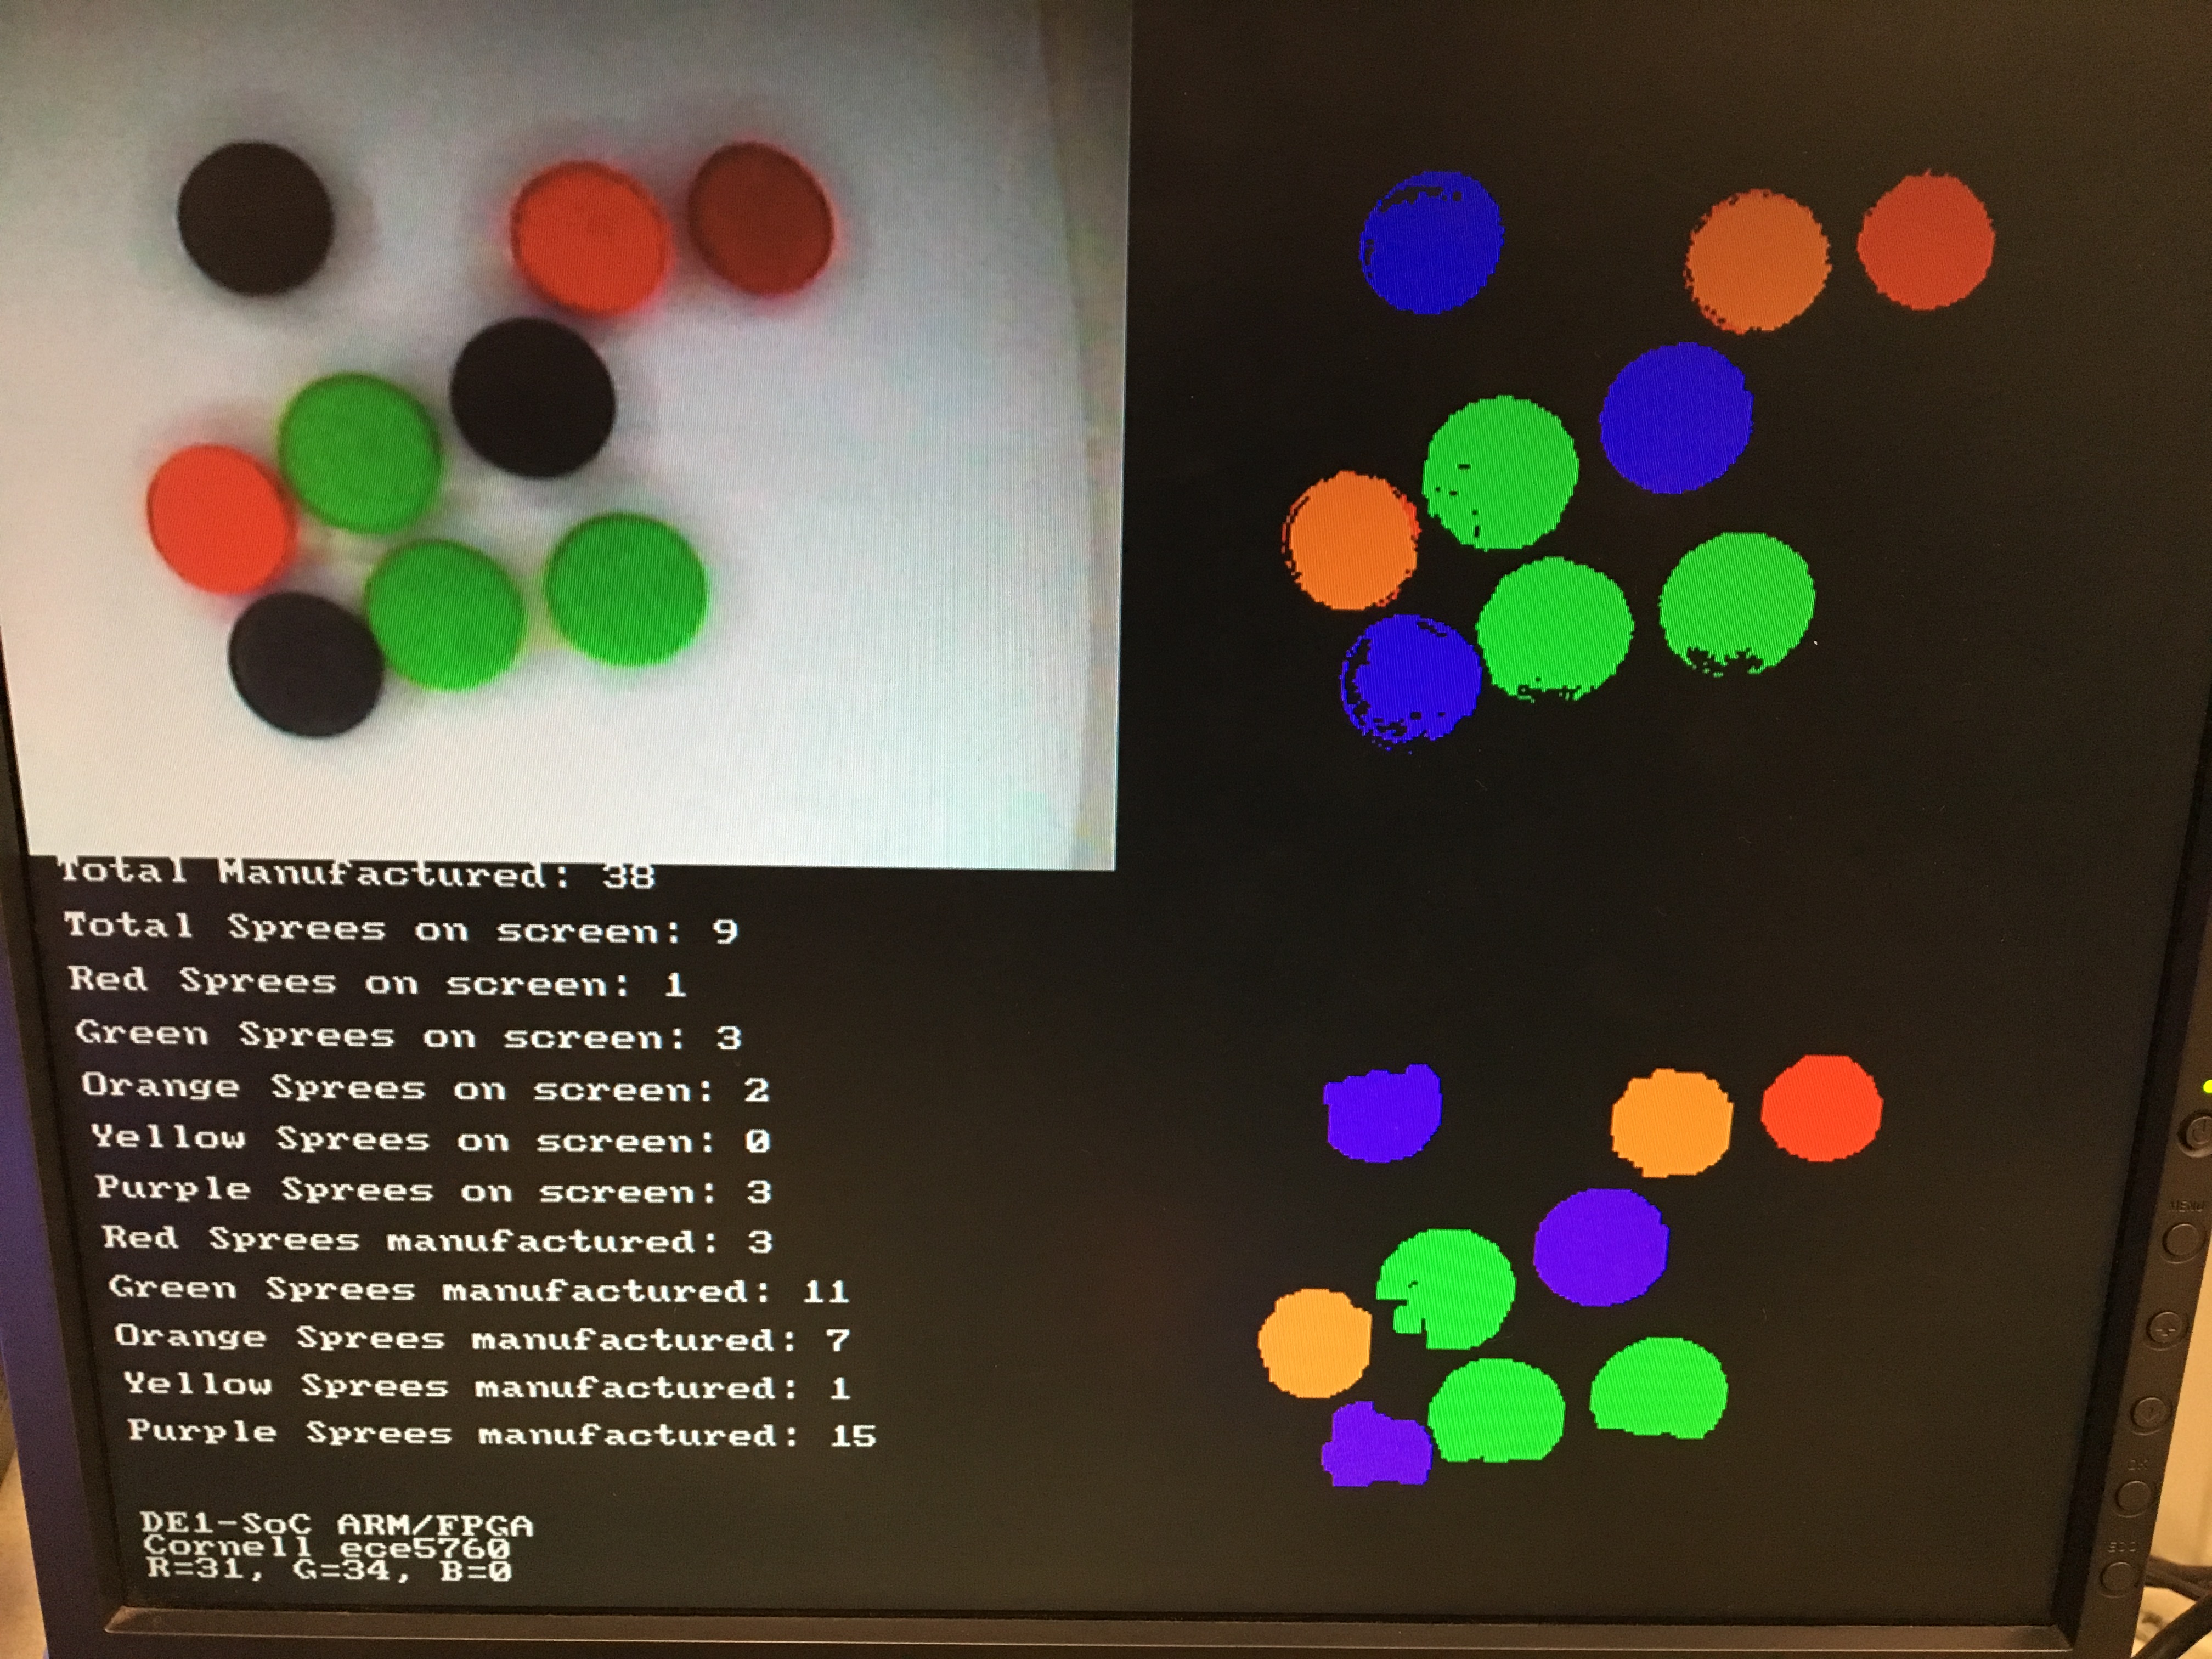 Total Manufactured: 38
Total Sprees on screen: 9
Red Sprees on screen: 1
Green Sprees on screen: 3
Orange Sprees on screen: 2
Yellow Sprees on screen: 0
Purple Sprees on screen: 3
Red Sprees manufactured: 3
Green Sprees manufactured: 11
Orange Sprees manufactured: 7
Yellow Sprees manufactured: 1
Purple Sprees manufactured: 15
DE1-SoC ARM/FPGA
Cornell ece5760
R=31, G=34, B=0
MENU